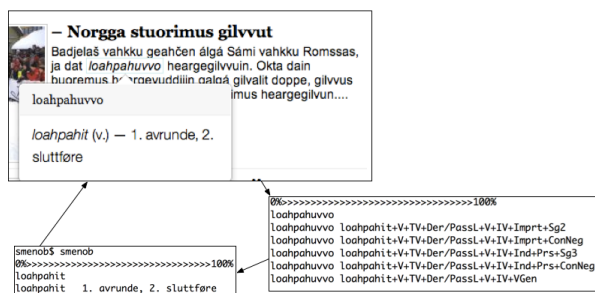 – Norgga stuorimus gilvvut
Badjelaš vahkku geahčen álgá Sámi vahkku Romssas,
ja dat loahpahuvvo heargegilvvuin. Okta dain
buoremus galgá gilvalit doppe, gilvvus
imus heargegilvun....
loahpahuvvo
loahpahit (v.) — 1. avrunde, 2.
sluttføre
0%>>>>>>>>>>>>>>>>>>>>>>>>>>>>>>>>>100%
loahpahuvvo
loahpahuvvo loahpahit+V+TV+Der/PassL+V+IV+Imprt+Sg2
loahpahuvvo loahpahit+V+TV+Der/PassL+V+IV+Imprt+ConNeg
loahpahuvvo loahpahit+V+TV+Der/PassL+V+IV+Ind+Prs+Sg3
loahpahuvvo loahpahit+V+TV+Der/PassL+V+IV+Ind+Prs+ConNeg
loahpahuvvo loahpahit+V+TV+Der/PassL+V+IV+VGen
smenob$ smenob
0%>>>>>>>>>>>>>>>>>>>>>>>>>>>>>>>>>100%
loahpahit
loahpahit 1. avrunde, 2. sluttføre